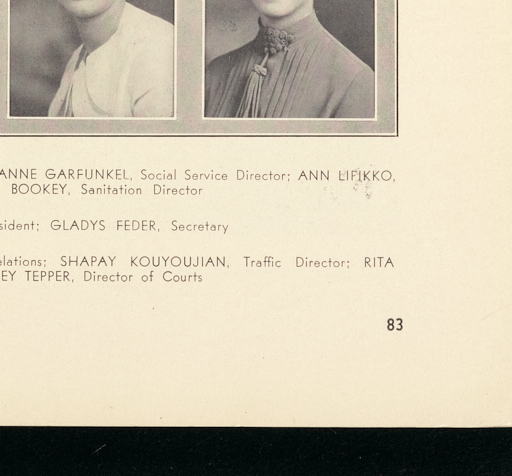 ANNE GARFUNKEL, Social Service Director; ANN LIFIKKO,
BOOKEY, Sanitation Director
sident; GLADYS FEDER, Secretary
elations; SHAPAY KOUYOUJIAN, Traffic Director; RITA
EY TEPPER, Director of Courts
83